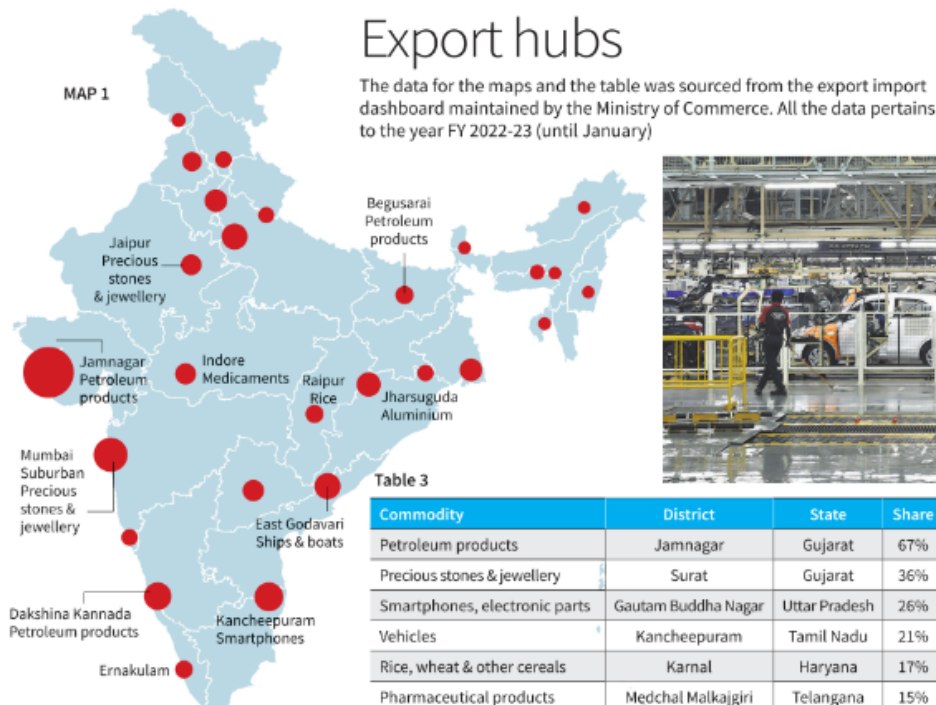 Export hubs
The data for the maps and the table was sourced from the export import
dashboard maintained by the Ministry of Commerce. All the data pertains
to the year FY 2022-23 (until January)
MAP 1
Begusarai
Petroleum
products
Jaipur
Precious
stones
& jewellery
Jamnagar
Petroleum
products
Indore
Medicaments
Raipur
Rice
Jharsuguda
Aluminium
Mumbai
Suburban
Precious
stones &
jewellery
East Godavari
Ships & boats
Dakshina Kannada
Petroleum products
Kancheepuram
Smartphones
Ernakulam
Table 3
Commodity District State Share
Petroleum products Jamnagar Gujarat 67%
Precious stones & jewellery Surat Gujarat 36%
Smartphones, electronic parts Gautam Buddha Nagar Uttar Pradesh 26%
Vehicles Kancheepuram Tamil Nadu 21%
Rice, wheat & other cereals Karnal Haryana 17%
Pharmaceutical products Medchal Malkajgiri Telangana 15%